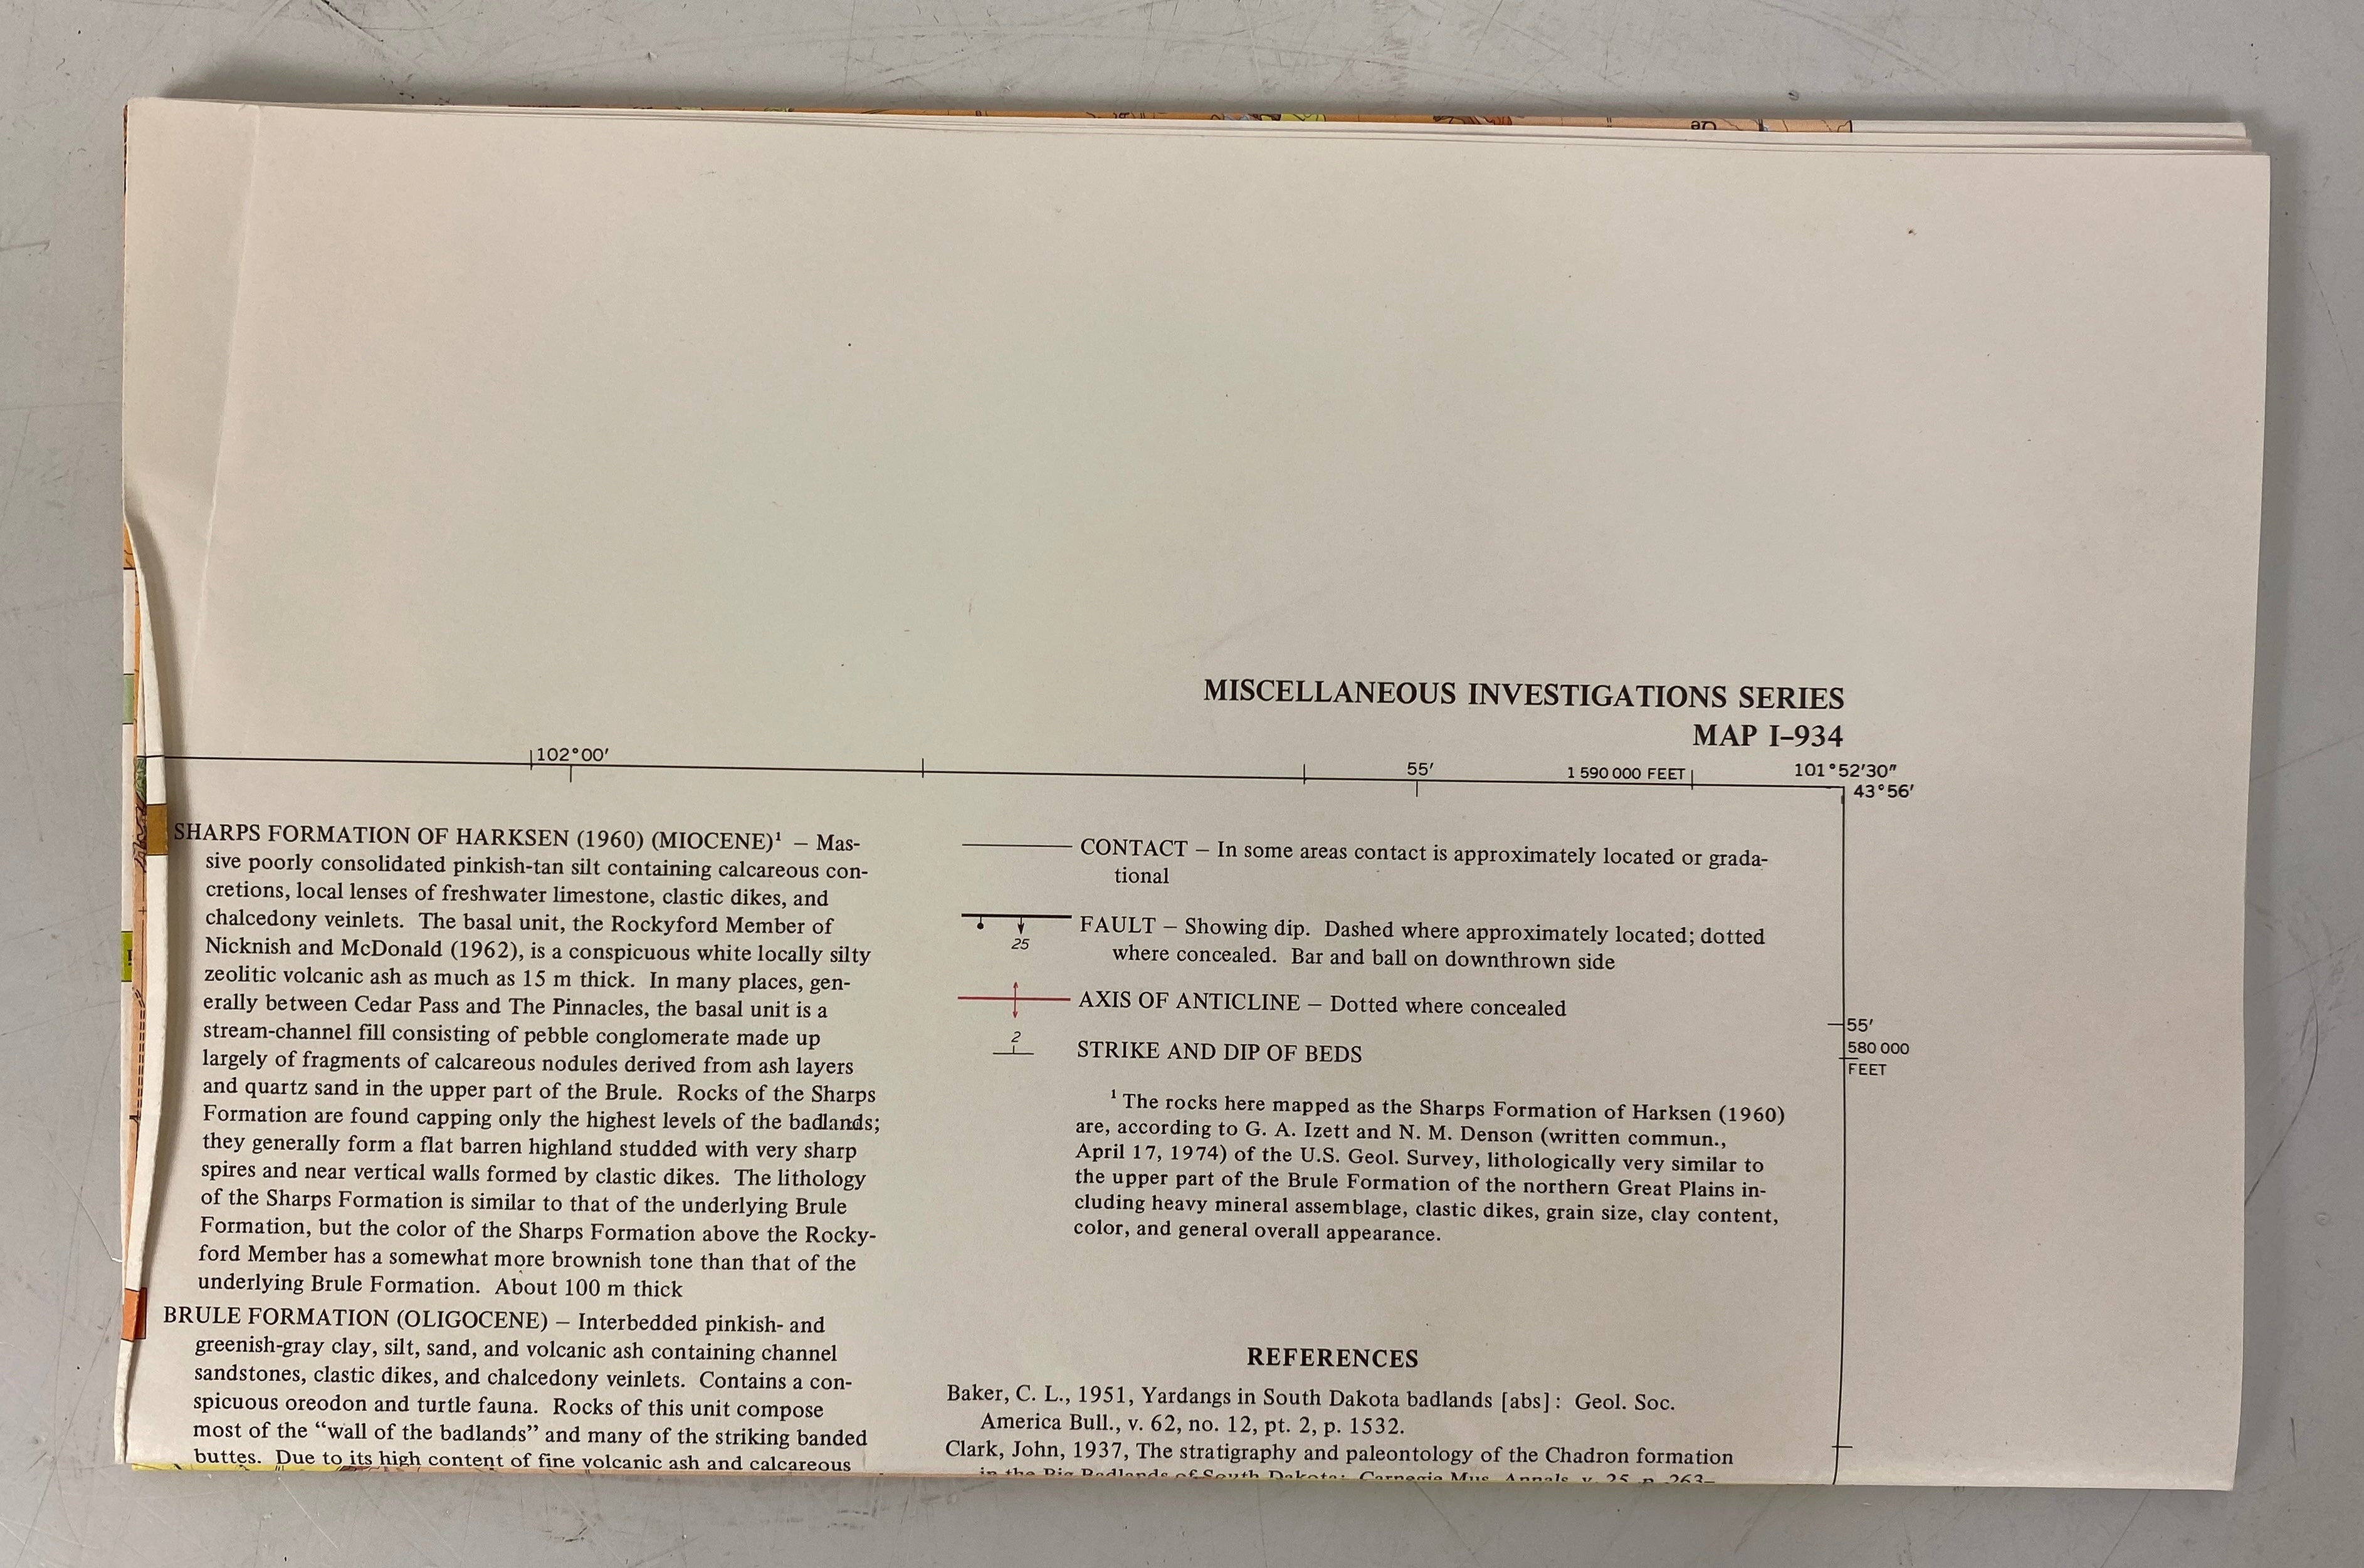 MISCELLANEOUS INVESTIGATIONS SERIES
MAP I–934
102°00′
55′
1 590 000 FEET
101°52′30″
43°56′
SHARPS FORMATION OF HARKSEN (1960) (MIOCENE)¹ – Mas-
sive poorly consolidated pinkish-tan silt containing calcareous con-
cretions, local lenses of freshwater limestone, clastic dikes, and
chalcedony veinlets. The basal unit, the Rockyford Member of
Nicknish and McDonald (1962), is a conspicuous white locally silty
zeolitic volcanic ash as much as 15 m thick. In many places, gen-
erally between Cedar Pass and The Pinnacles, the basal unit is a
stream-channel fill consisting of pebble conglomerate made up
largely of fragments of calcareous nodules derived from ash layers
and quartz sand in the upper part of the Brule. Rocks of the Sharps
Formation are found capping only the highest levels of the badlands;
they generally form a flat barren highland studded with very sharp
spires and near vertical walls formed by clastic dikes. The lithology
of the Sharps Formation is similar to that of the underlying Brule
Formation, but the color of the Sharps Formation above the Rocky-
ford Member has a somewhat more brownish tone than that of the
underlying Brule Formation. About 100 m thick
BRULE FORMATION (OLIGOCENE) – Interbedded pinkish- and
greenish-gray clay, silt, sand, and volcanic ash containing channel
sandstones, clastic dikes, and chalcedony veinlets. Contains a con-
spicuous oreodon and turtle fauna. Rocks of this unit compose
most of the “wall of the badlands” and many of the striking banded
buttes. Due to its high content of fine volcanic ash and calcareous
CONTACT – In some areas contact is approximately located or grada-
tional
25
FAULT – Showing dip. Dashed where approximately located; dotted
where concealed. Bar and ball on downthrown side
AXIS OF ANTICLINE – Dotted where concealed
2
STRIKE AND DIP OF BEDS
¹ The rocks here mapped as the Sharps Formation of Harksen (1960)
are, according to G. A. Izett and N. M. Denson (written commun.,
April 17, 1974) of the U.S. Geol. Survey, lithologically very similar to
the upper part of the Brule Formation of the northern Great Plains in-
cluding heavy mineral assemblage, clastic dikes, grain size, clay content,
color, and general overall appearance.
REFERENCES
Baker, C. L., 1951, Yardangs in South Dakota badlands [abs]: Geol. Soc.
America Bull., v. 62, no. 12, pt. 2, p. 1532.
Clark, John, 1937, The stratigraphy and paleontology of the Chadron formation
in the Big Badlands of South Dakota: Carnegie Mus. Annals, v. 25, p. 263–
55′
580 000
FEET
Qe